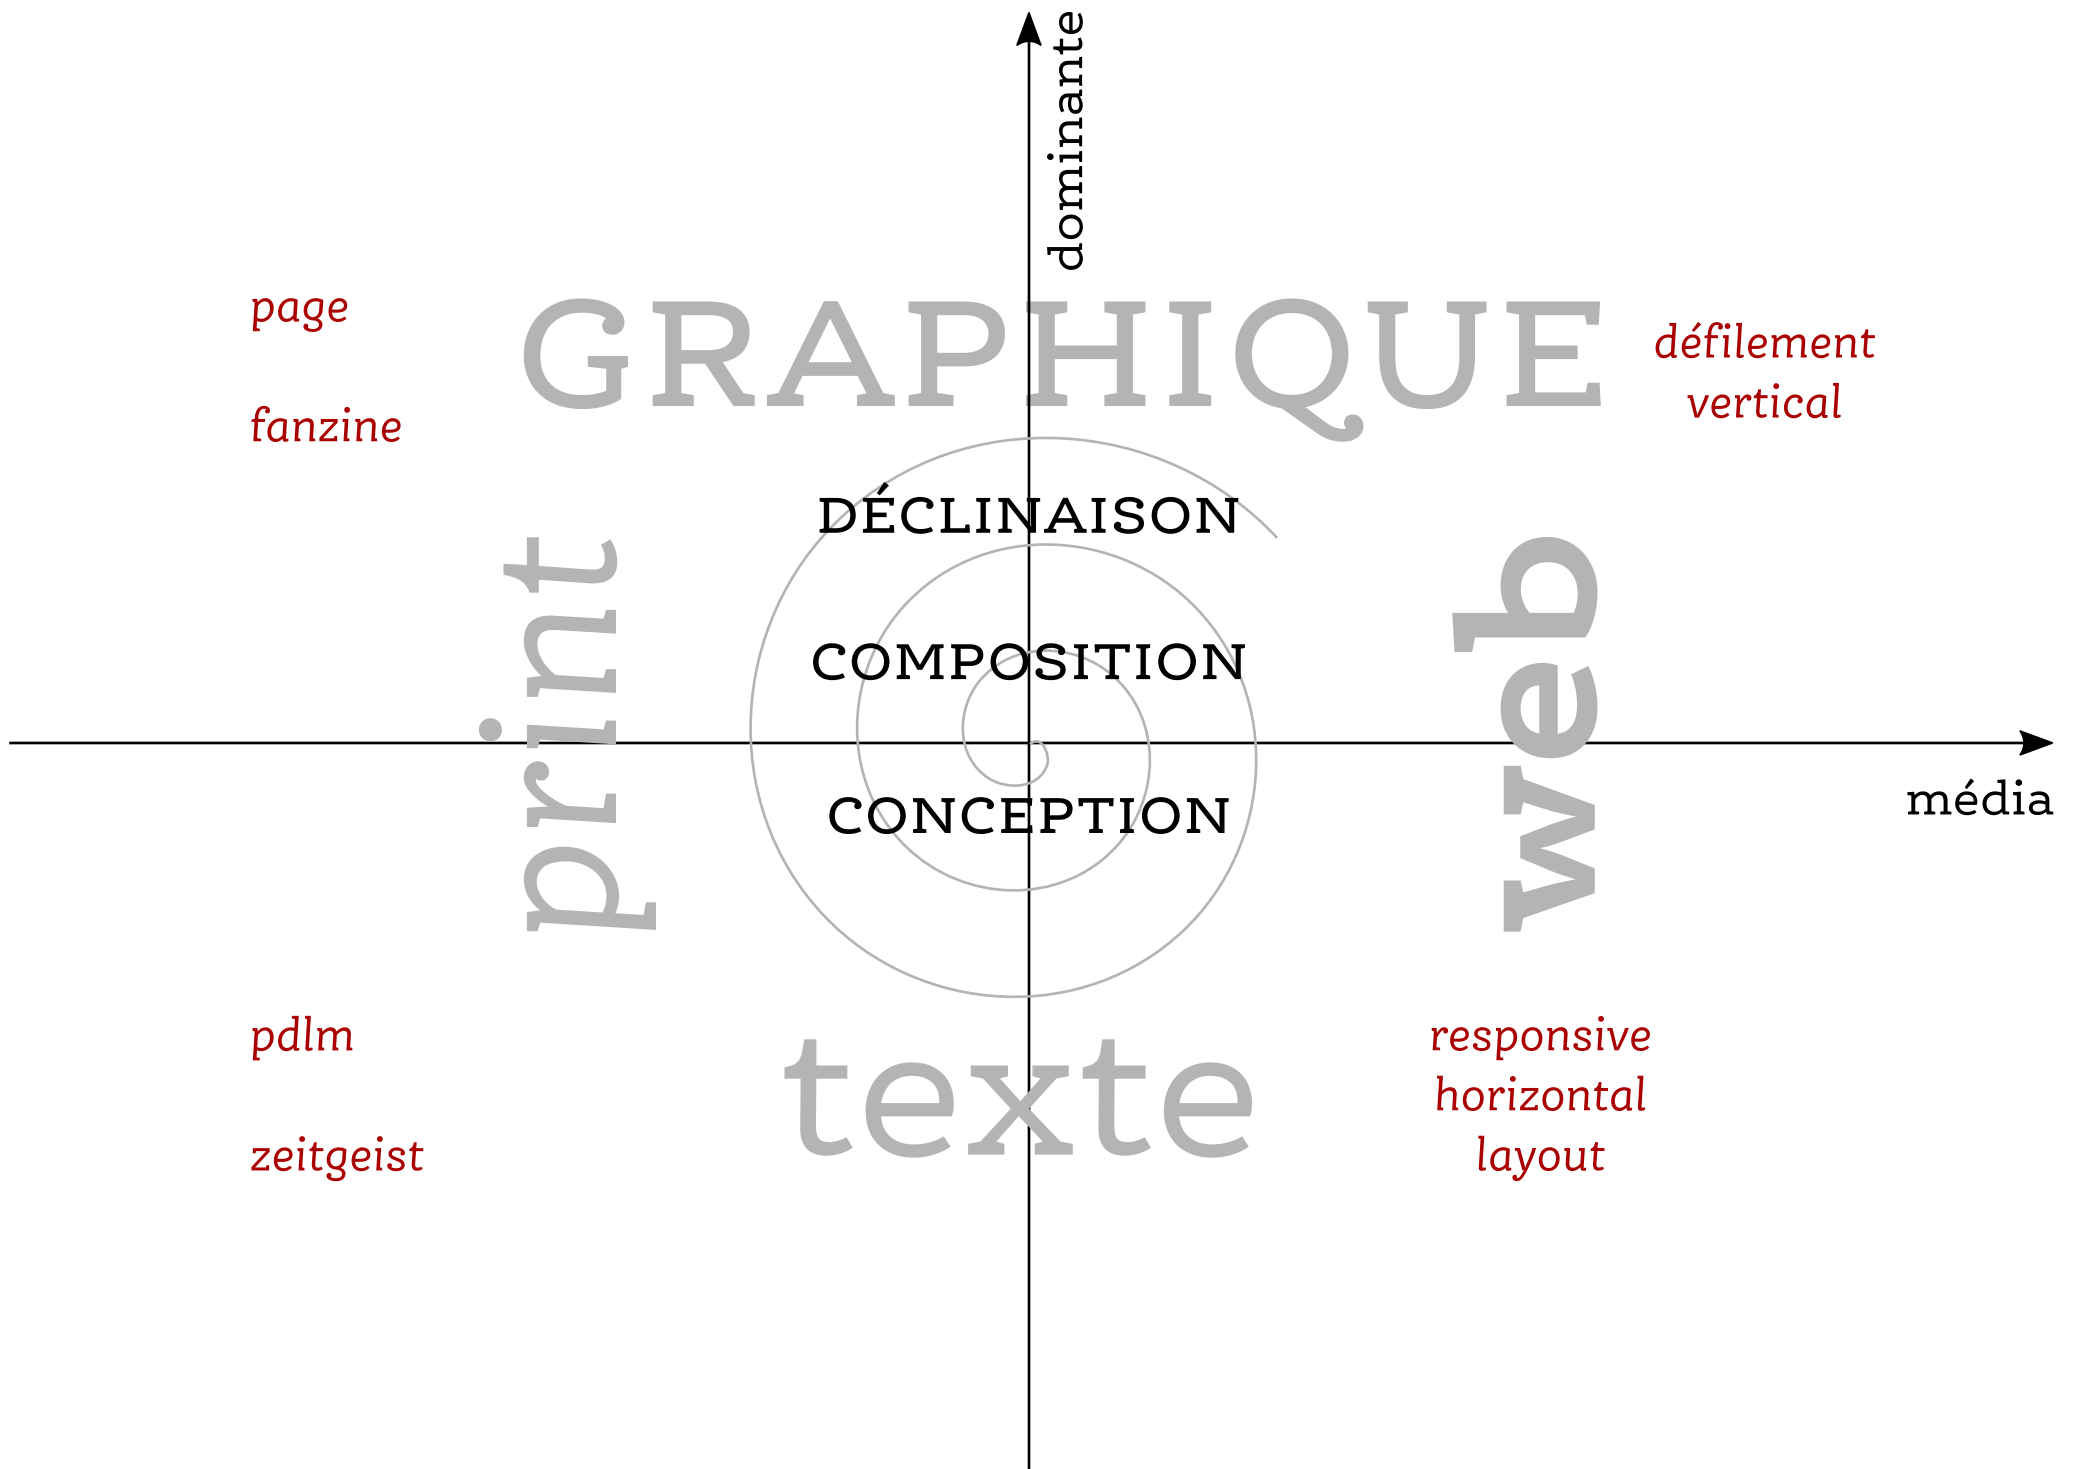 dominante
page
GRAPHIQUE
défilement
vertical
fanzine
DÉCLINAISON
print
web
COMPOSITION
média
CONCEPTION
pdlm
texte
responsive
horizontal
zeitgeist
layout